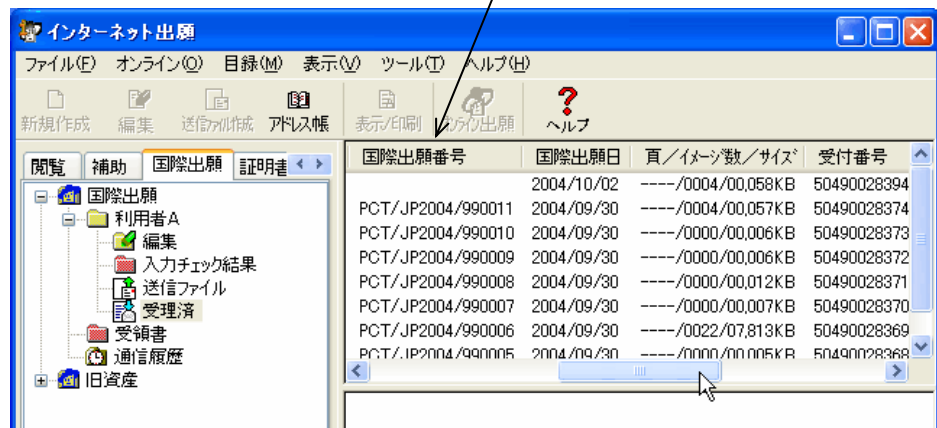 インターネット出願
ファイル(F) オンライン(O) 目録(M) 表示(V) ツール(T) ヘルプ(H)
新規作成 編集 送信ファイル作成 アドレス帳 表示/印刷 オンライン出願 ヘルプ
閲覧 補助 国際出願 証明書
国際出願
利用者A
編集
入力チェック結果
送信ファイル
受理済
受領書
通信履歴
旧資産
国際出願番号 国際出願日 頁/イメージ数/サイズ 受付番号
2004/10/02 ----/0004/00,058KB 50490028394
PCT/JP2004/990011 2004/09/30 ----/0004/00,057KB 50490028374
PCT/JP2004/990010 2004/09/30 ----/0000/00,006KB 50490028373
PCT/JP2004/990009 2004/09/30 ----/0000/00,006KB 50490028372
PCT/JP2004/990008 2004/09/30 ----/0000/00,012KB 50490028371
PCT/JP2004/990007 2004/09/30 ----/0000/00,007KB 50490028370
PCT/JP2004/990006 2004/09/30 ----/0022/07,813KB 50490028369
PCT/JP2004/990005 2004/09/30 ----/0000/00,005KB 50490028368